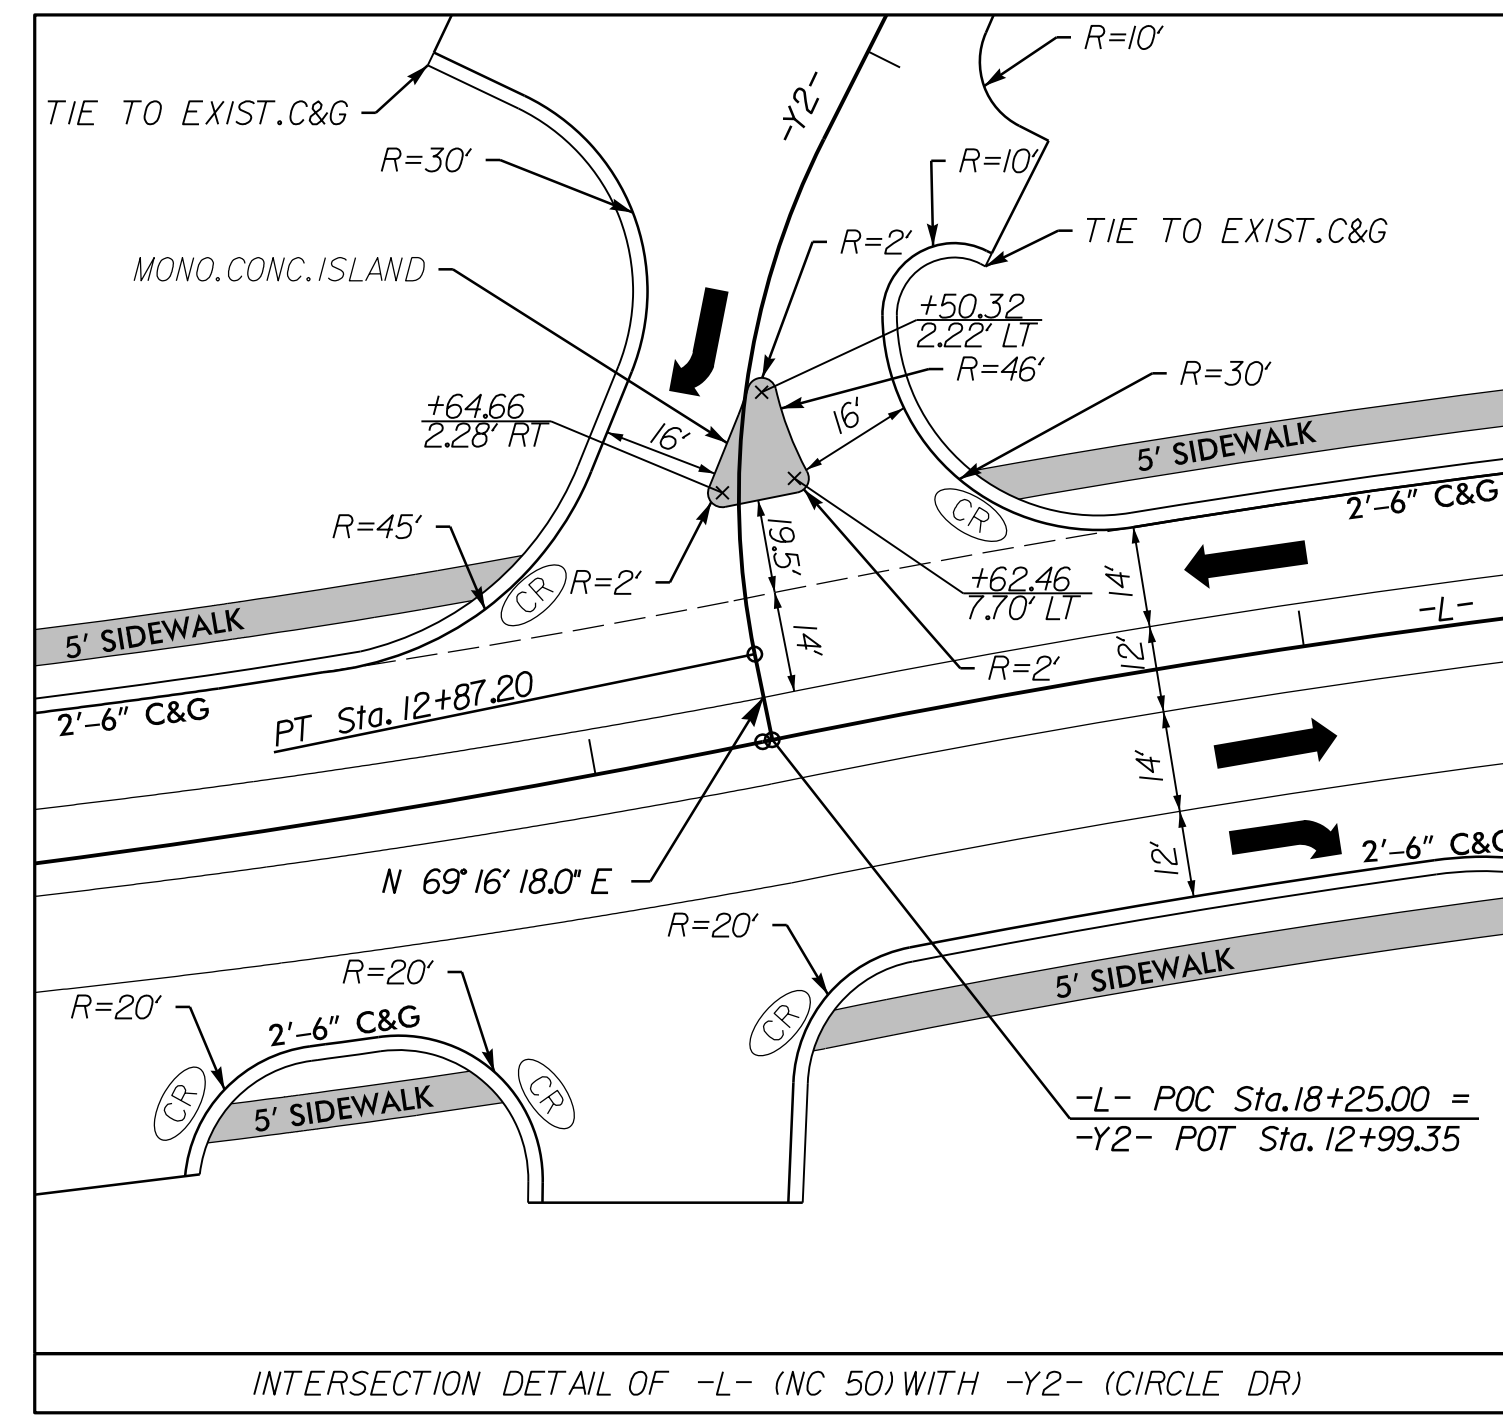 R=10'
-Y2-
TIE TO EXIST.C&G
R=30'
R=10'
TIE TO EXIST.C&G
R=2'
MONO.CONC.ISLAND
+50.32
2.22' LT
R=46'
R=30'
+64.66
2.28' RT
16'
16'
5' SIDEWALK
2'-6" C&G
R=45'
19.5'
R=2'
CR
CR
+62.46
7.70' LT
14'
-L-
5' SIDEWALK
14'
12'
R=2'
2'-6" C&G
PT Sta. 12+87.20
14'
12'
2'-6" C&
N 69° 16' 18.0" E
R=20'
R=20'
5' SIDEWALK
R=20'
2'-6" C&G
CR
CR
CR
5' SIDEWALK
-L- POC Sta. 18+25.00 =
-Y2- POT Sta. 12+99.35
INTERSECTION DETAIL OF -L- (NC 50) WITH -Y2- (CIRCLE DR)